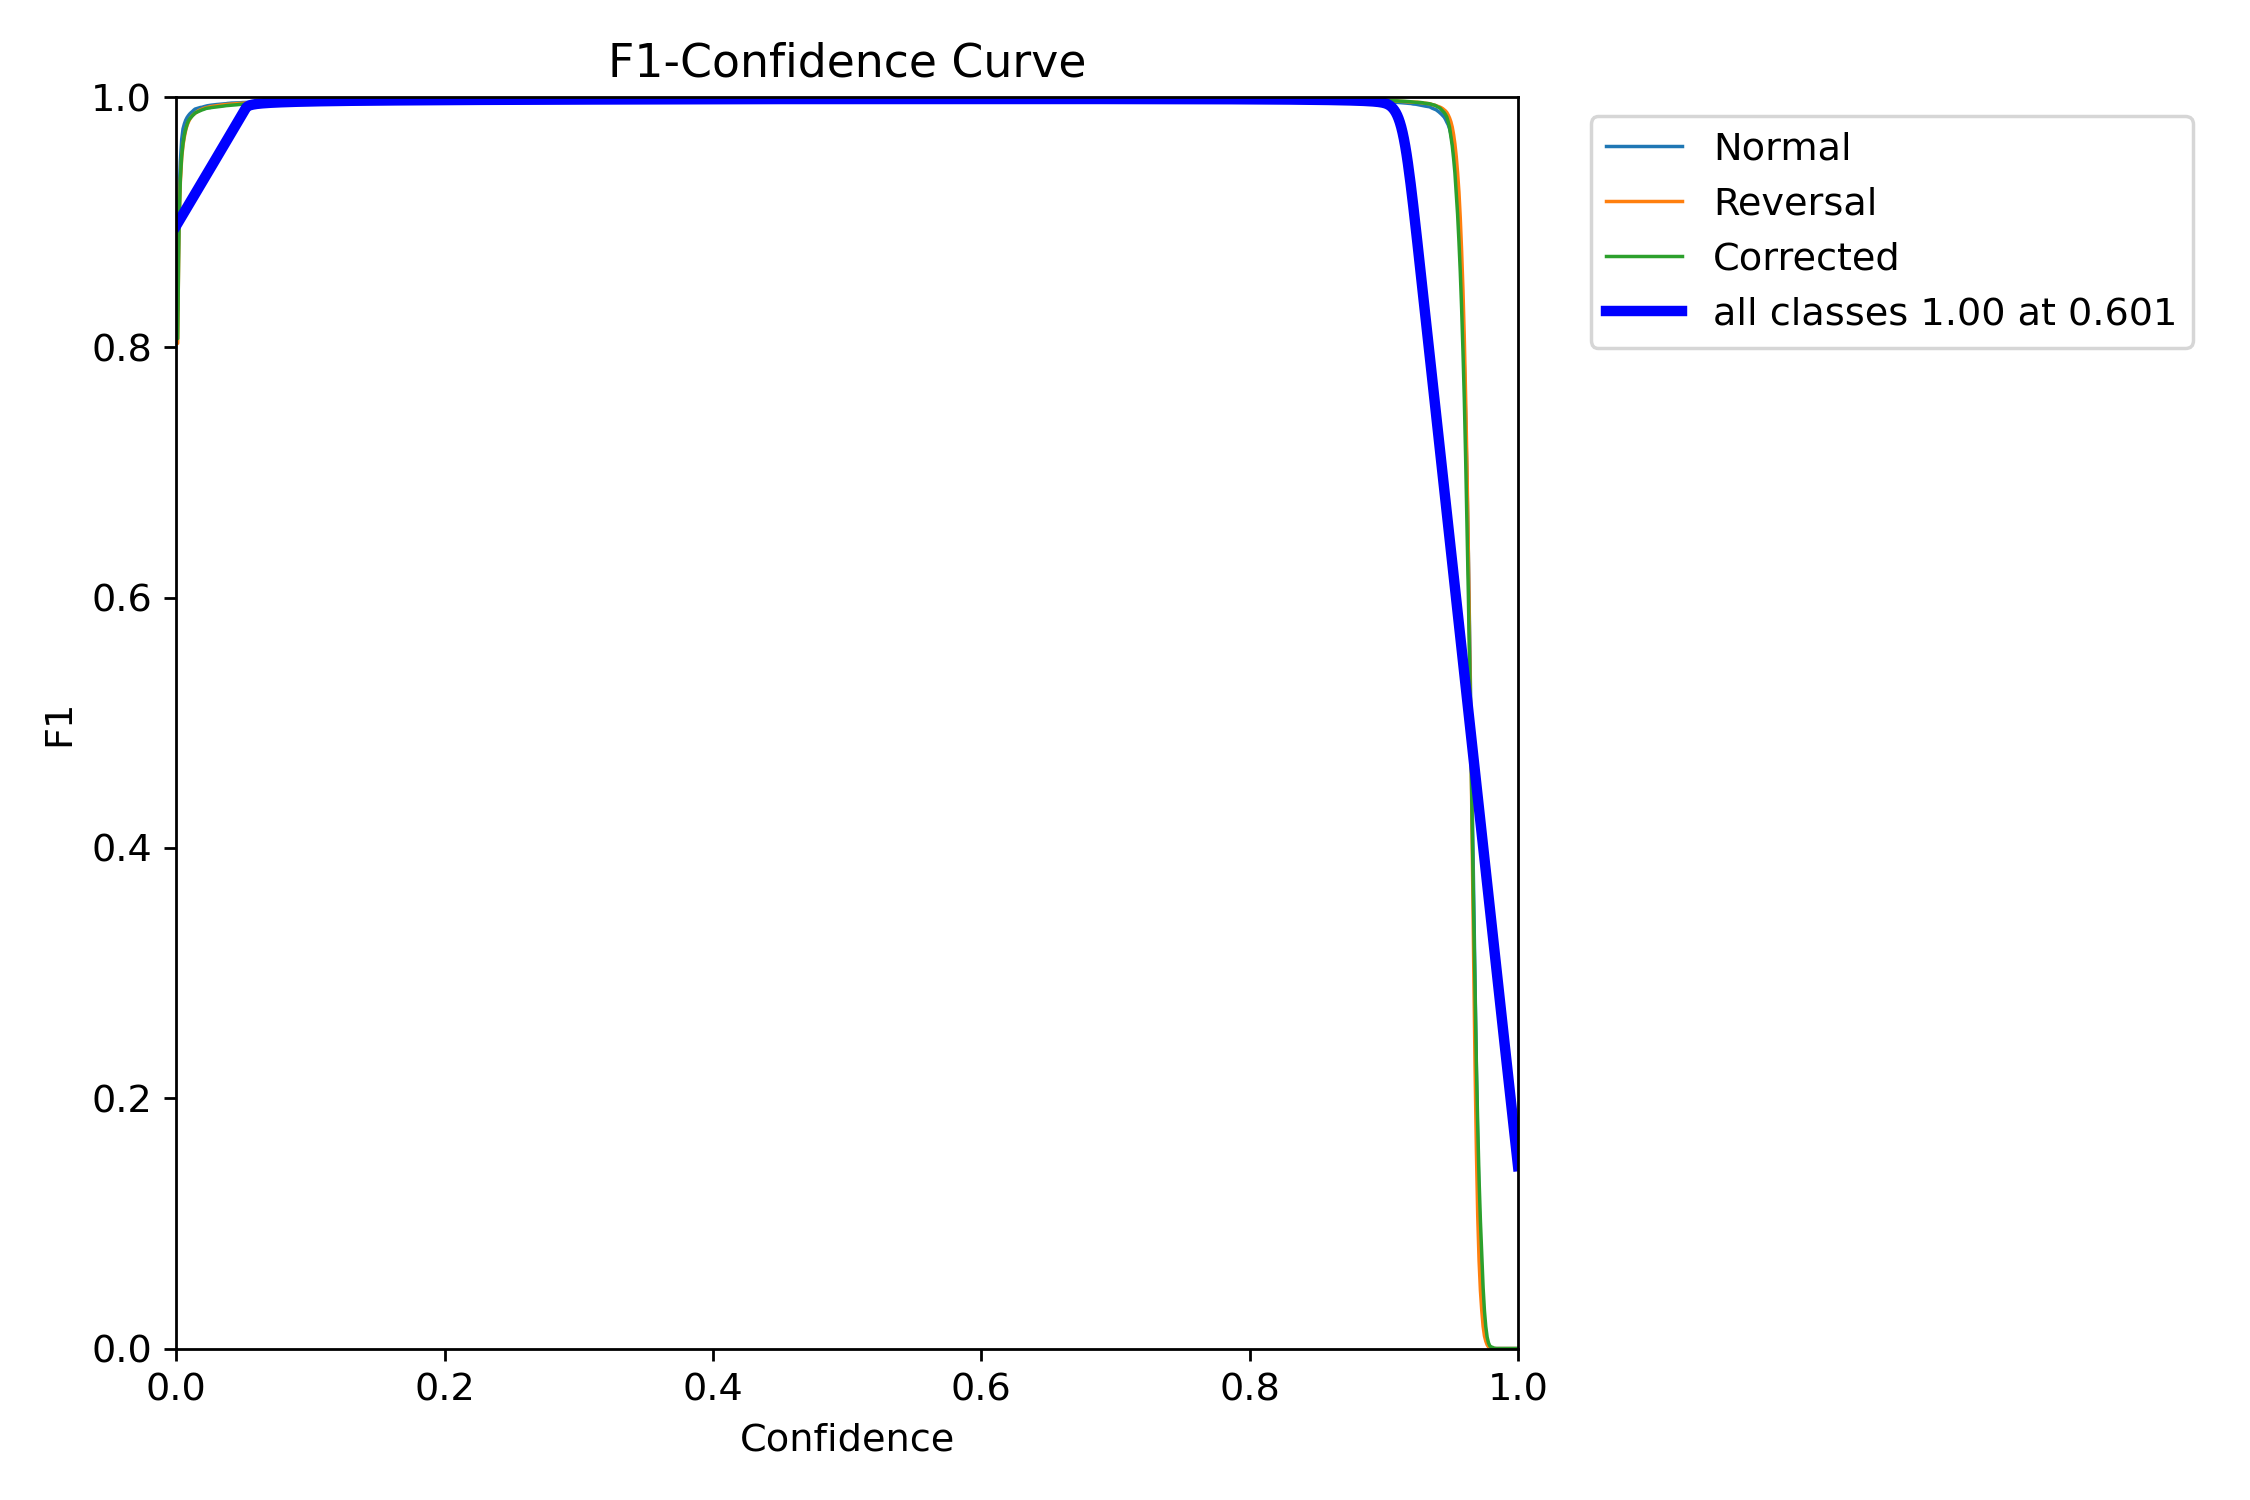 F1-Confidence Curve
1.0
0.8
0.6
0.4
0.2
0.0
F1
0.0 0.2 0.4 0.6 0.8 1.0
Confidence
Normal
Reversal
Corrected
all classes 1.00 at 0.601